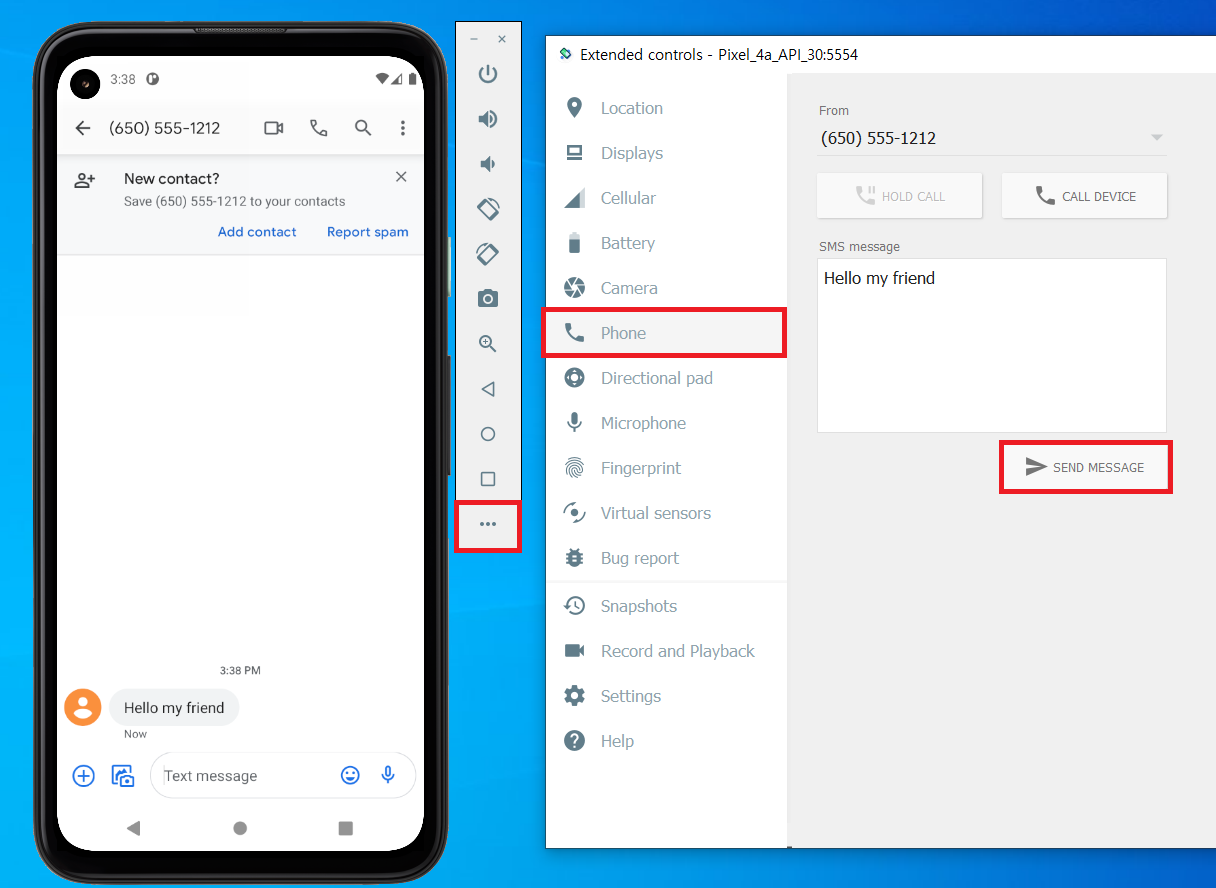 3:38
(650) 555-1212
New contact?
Save (650) 555-1212 to your contacts
Add contact Report spam
3:38 PM
Hello my friend
Now
Text message
Extended controls - Pixel_4a_API_30:5554
Location
Displays
Cellular
Battery
Camera
Phone
Directional pad
Microphone
Fingerprint
Virtual sensors
Bug report
Snapshots
Record and Playback
Settings
Help
From
(650) 555-1212
HOLD CALL CALL DEVICE
SMS message
Hello my friend
SEND MESSAGE